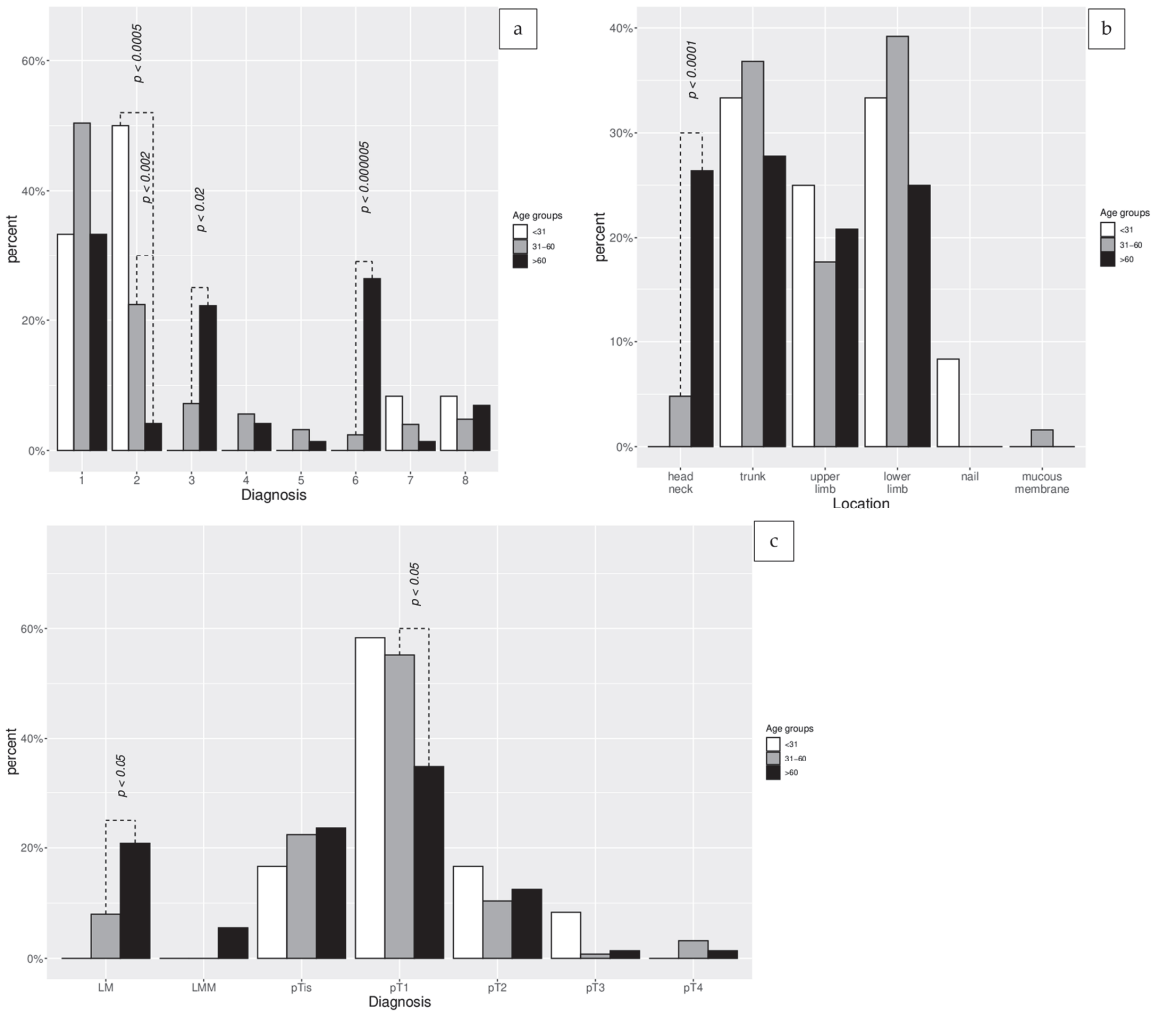 a
percent
60%
40%
20%
0%
p < 0.0005
p < 0.002
p < 0.02
p < 0.000005
1 2 3 4 5 6 7 8
Diagnosis
Age groups
<31
31−60
>60
b
percent
40%
30%
20%
10%
0%
p < 0.0001
head neck
trunk
upper limb
lower limb
nail
mucous membrane
Location
Age groups
<31
31−60
>60
c
percent
60%
40%
20%
0%
p < 0.05
p < 0.05
LM LMM pTis pT1 pT2 pT3 pT4
Diagnosis
Age groups
<31
31−60
>60